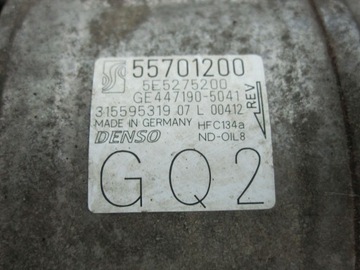 55701200
5E5275200
GE447190-5041
315595319 07 L 00412
MADE IN GERMANY HFC134a
DENSO ND-OIL8
REV
GQ2